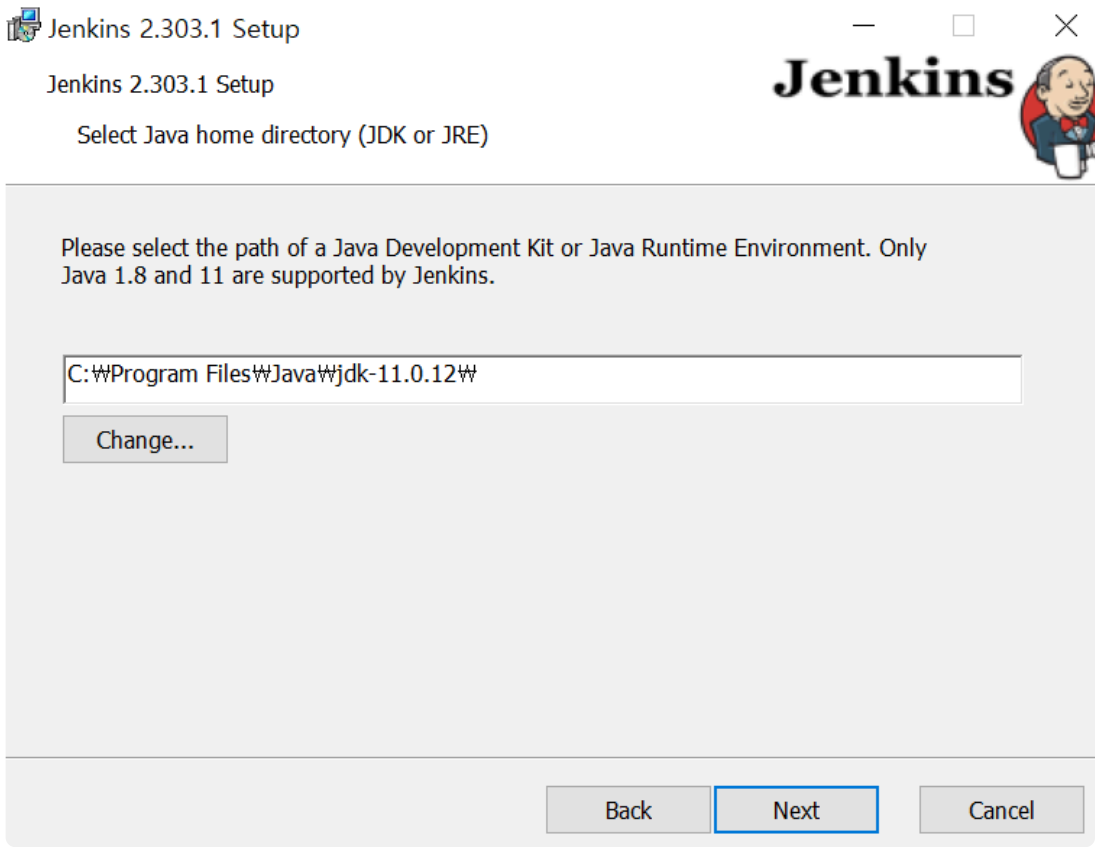 Jenkins 2.303.1 Setup
Jenkins 2.303.1 Setup
Jenkins
Select Java home directory (JDK or JRE)
Please select the path of a Java Development Kit or Java Runtime Environment. Only
Java 1.8 and 11 are supported by Jenkins.
C:₩Program Files₩Java₩jdk-11.0.12₩
Change...
Back
Next
Cancel